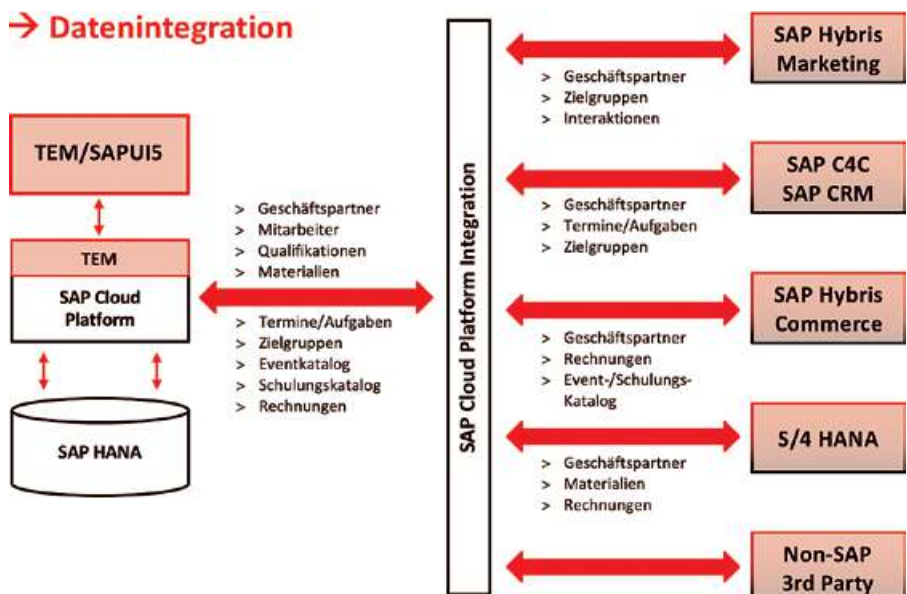 → Datenintegration
TEM/SAPUI5
TEM
SAP Cloud
Platform
SAP HANA
> Geschäftspartner
> Mitarbeiter
> Qualifikationen
> Materialien
> Termine/Aufgaben
> Zielgruppen
> Eventkatalog
> Schulungskatalog
> Rechnungen
SAP Cloud Platform Integration
SAP Hybris
Marketing
> Geschäftspartner
> Zielgruppen
> Interaktionen
SAP C4C
SAP CRM
> Geschäftspartner
> Termine/Aufgaben
> Zielgruppen
SAP Hybris
Commerce
> Geschäftspartner
> Rechnungen
> Event-/Schulungs-
Katalog
S/4 HANA
> Geschäftspartner
> Materialien
> Rechnungen
Non-SAP
3rd Party